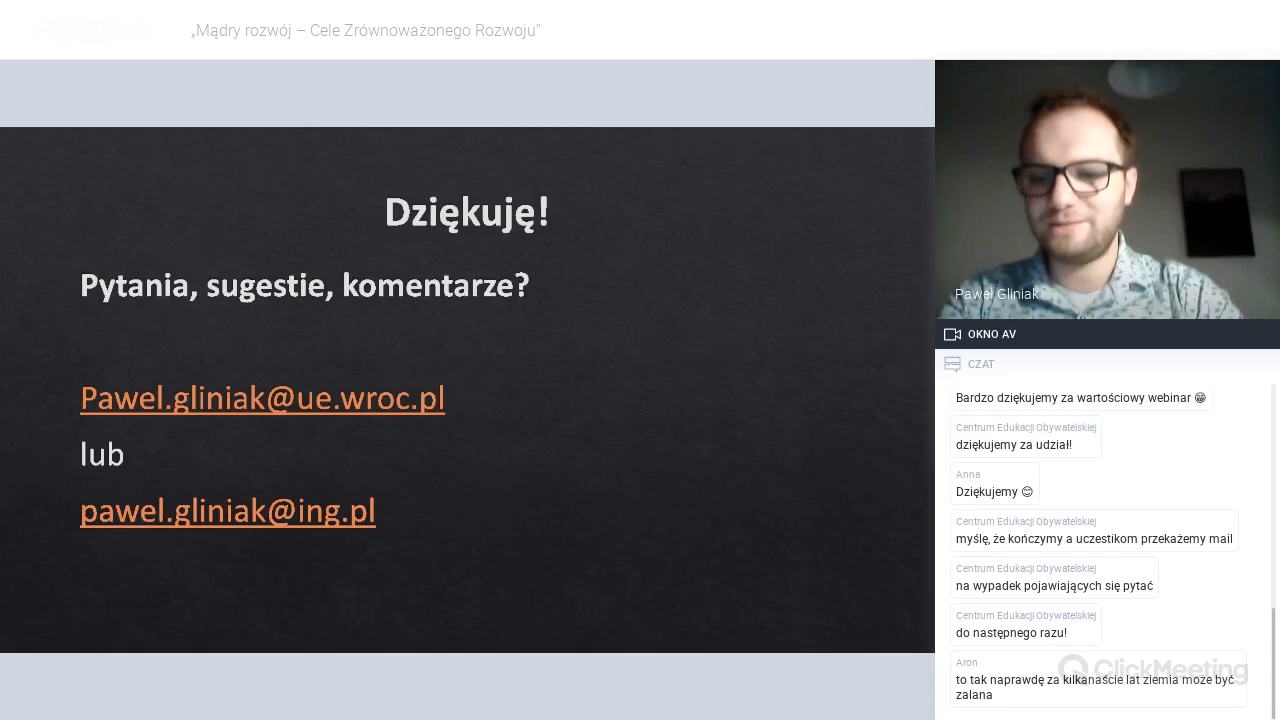 „Mądry rozwój – Cele Zrównoważonego Rozwoju”
Dziękuję!
Pytania, sugestie, komentarze?
Pawel.gliniak@ue.wroc.pl
lub
pawel.gliniak@ing.pl
Paweł Gliniak
OKNO AV
CZAT
Bardzo dziękujemy za wartościowy webinar 😀
Centrum Edukacji Obywatelskiej
dziękujemy za udział!
Anna
Dziękujemy 😊
Centrum Edukacji Obywatelskiej
myślę, że kończymy a uczestikom przekażemy mail
Centrum Edukacji Obywatelskiej
na wypadek pojawiających się pytać
Centrum Edukacji Obywatelskiej
do następnego razu!
Aron
ClickMeeting
to tak naprawdę za kilkanaście lat ziemia moze być
zalana